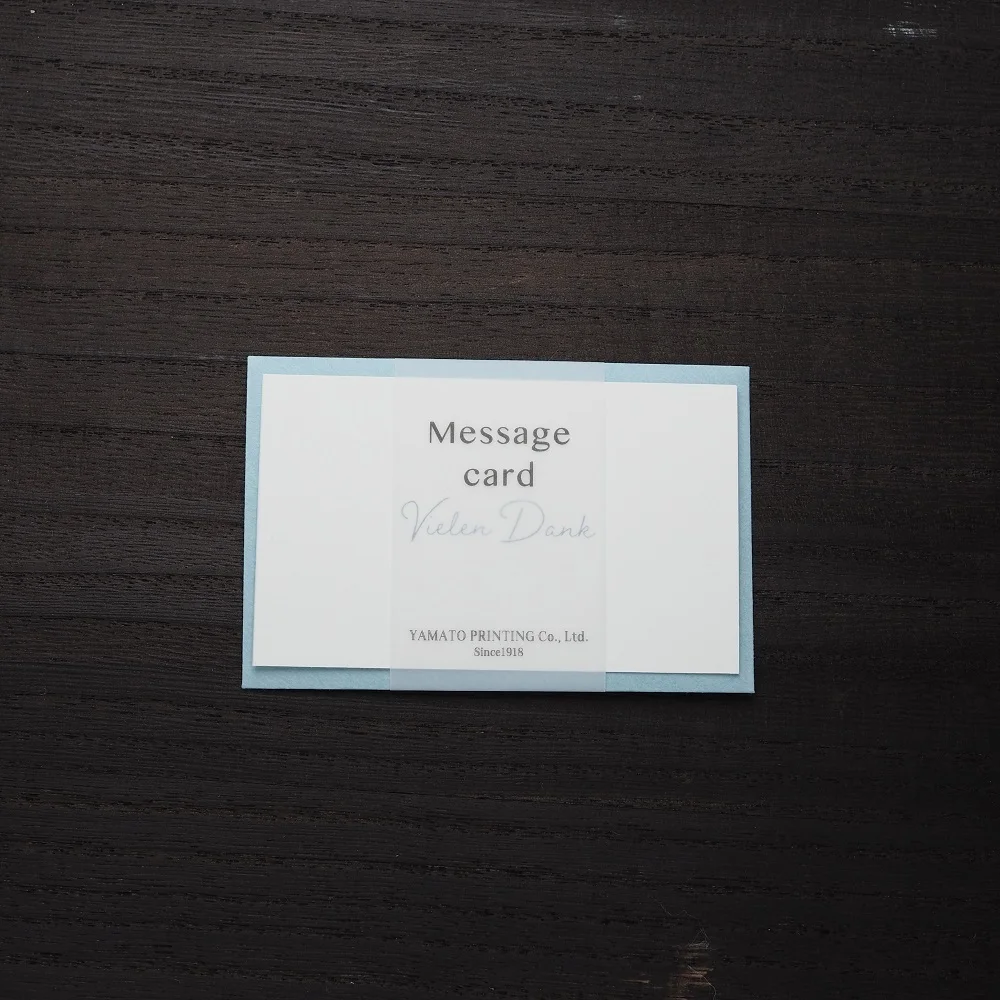 Message
card
Vielen Dank
YAMATO PRINTING Co., Ltd.
Since1918